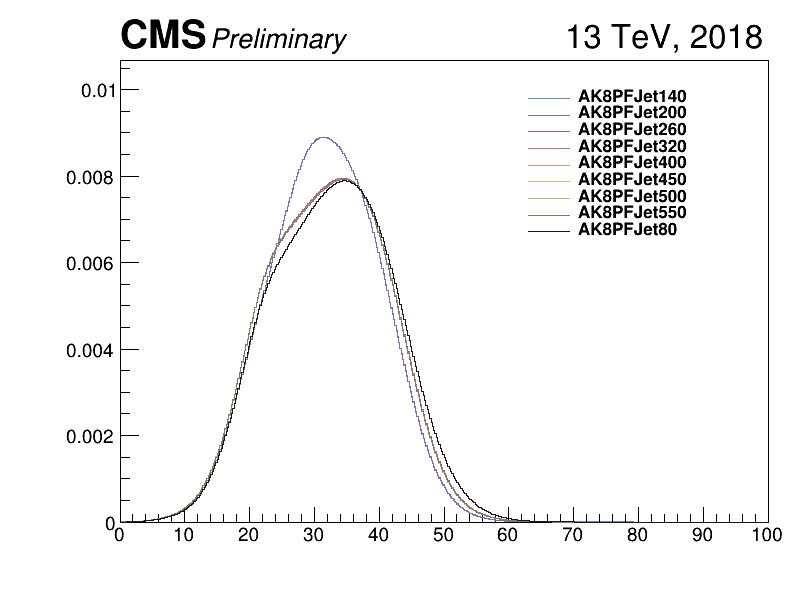 CMS Preliminary 13 TeV, 2018
0.01
0.008
0.006
0.004
0.002
0
AK8PFJet140
AK8PFJet200
AK8PFJet260
AK8PFJet320
AK8PFJet400
AK8PFJet450
AK8PFJet500
AK8PFJet550
AK8PFJet80
0 10 20 30 40 50 60 70 80 90 100